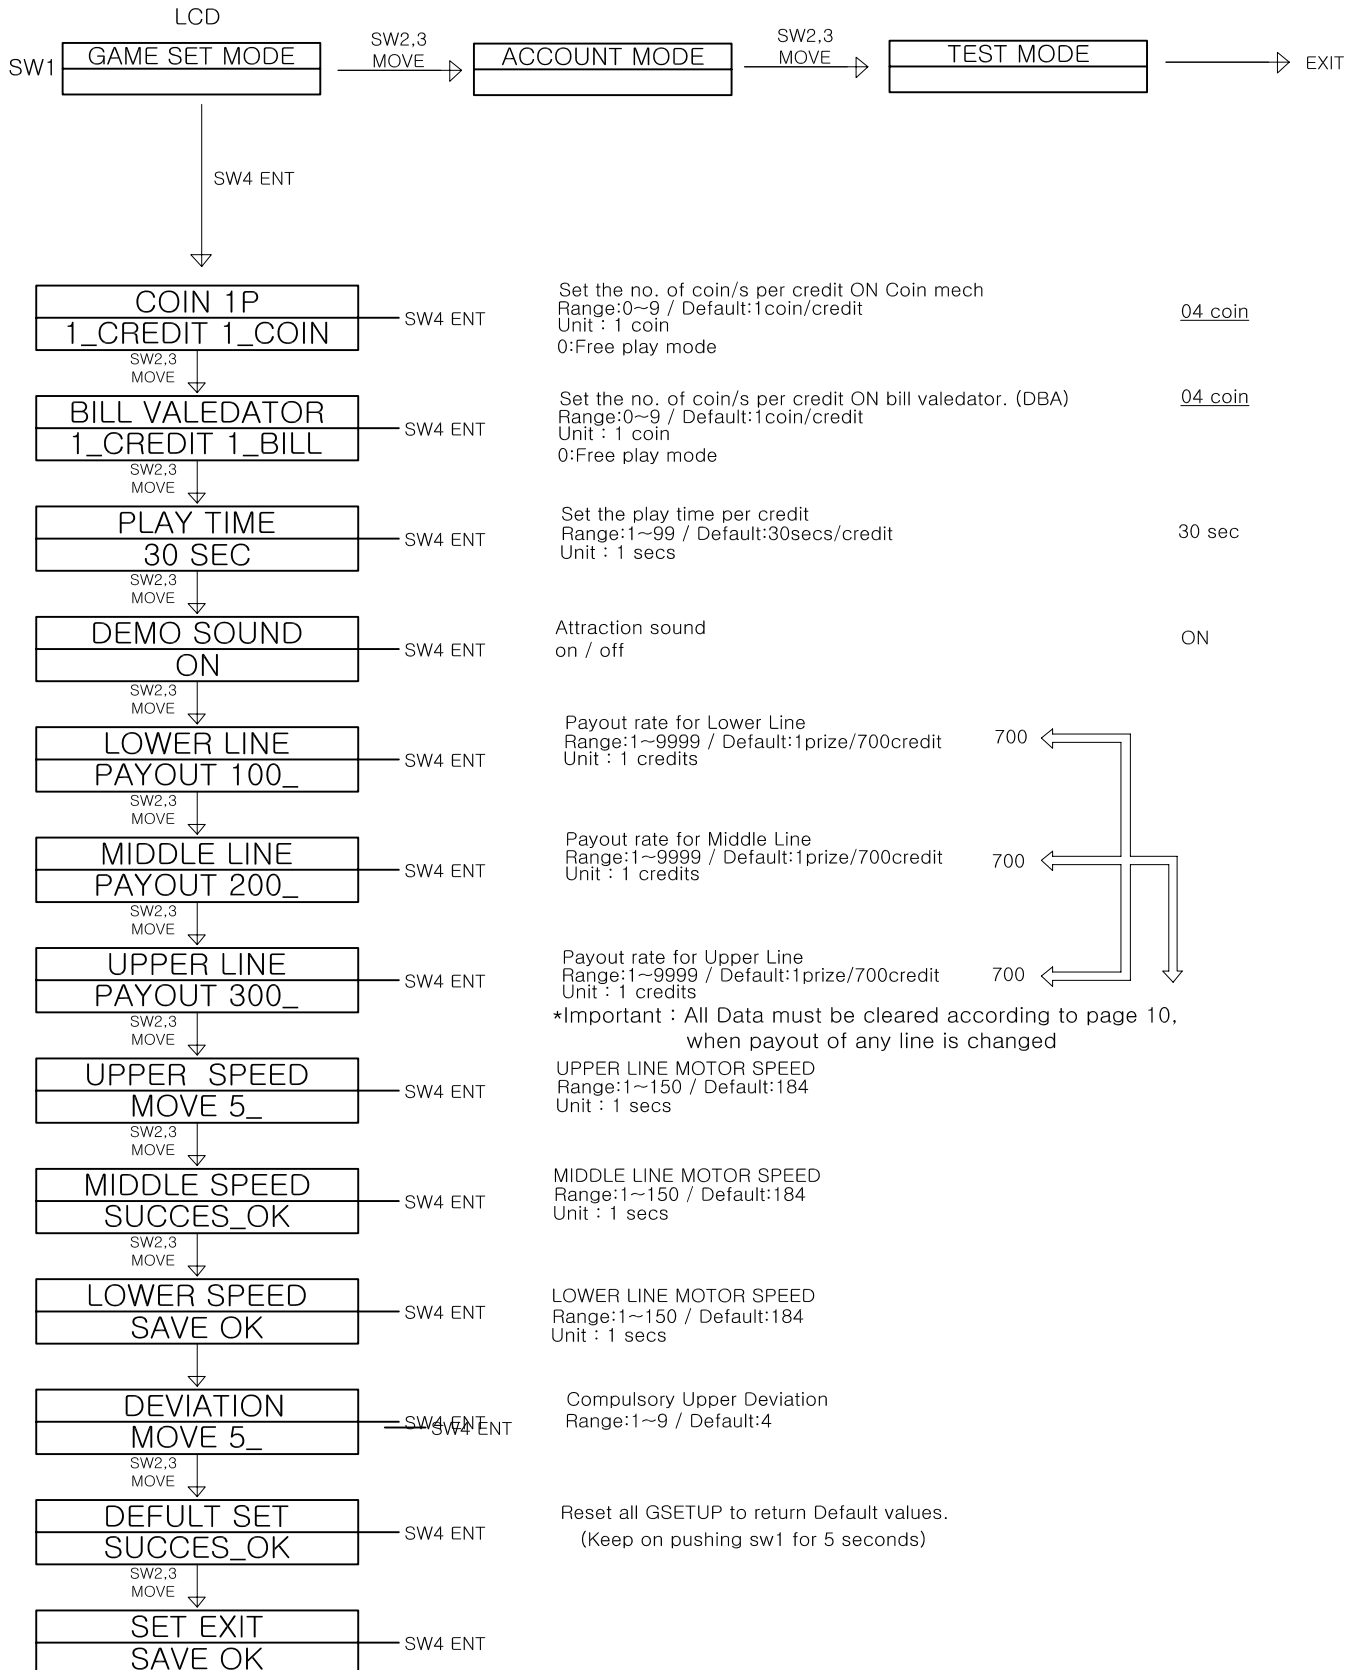 LCD
SW1
GAME SET MODE
SW2,3
MOVE
ACCOUNT MODE
SW2,3
MOVE
TEST MODE
EXIT
SW4 ENT
COIN 1P
1_CREDIT 1_COIN
SW4 ENT
Set the no. of coin/s per credit ON Coin mech
Range:0~9 / Default:1coin/credit
Unit : 1 coin
0:Free play mode
04 coin
SW2,3
MOVE
BILL VALEDATOR
1_CREDIT 1_BILL
SW4 ENT
Set the no. of coin/s per credit ON bill valedator. (DBA)
Range:0~9 / Default:1coin/credit
Unit : 1 coin
0:Free play mode
04 coin
SW2,3
MOVE
PLAY TIME
30 SEC
SW4 ENT
Set the play time per credit
Range:1~99 / Default:30secs/credit
Unit : 1 secs
30 sec
SW2,3
MOVE
DEMO SOUND
ON
SW4 ENT
Attraction sound
on / off
ON
SW2,3
MOVE
LOWER LINE
PAYOUT 100_
SW4 ENT
Payout rate for Lower Line
Range:1~9999 / Default:1prize/700credit
Unit : 1 credits
700
SW2,3
MOVE
MIDDLE LINE
PAYOUT 200_
SW4 ENT
Payout rate for Middle Line
Range:1~9999 / Default:1prize/700credit
Unit : 1 credits
700
SW2,3
MOVE
UPPER LINE
PAYOUT 300_
SW4 ENT
Payout rate for Upper Line
Range:1~9999 / Default:1prize/700credit
Unit : 1 credits
700
*Important : All Data must be cleared according to page 10,
when payout of any line is changed
SW2,3
MOVE
UPPER SPEED
MOVE 5_
SW4 ENT
UPPER LINE MOTOR SPEED
Range:1~150 / Default:184
Unit : 1 secs
SW2,3
MOVE
MIDDLE SPEED
SUCCES_OK
SW4 ENT
MIDDLE LINE MOTOR SPEED
Range:1~150 / Default:184
Unit : 1 secs
SW2,3
MOVE
LOWER SPEED
SAVE OK
SW4 ENT
LOWER LINE MOTOR SPEED
Range:1~150 / Default:184
Unit : 1 secs
DEVIATION
MOVE 5_
SW4 ENT
SW4 ENT
Compulsory Upper Deviation
Range:1~9 / Default:4
SW2,3
MOVE
DEFULT SET
SUCCES_OK
SW4 ENT
Reset all GSETUP to return Default values.
(Keep on pushing sw1 for 5 seconds)
SW2,3
MOVE
SET EXIT
SAVE OK
SW4 ENT